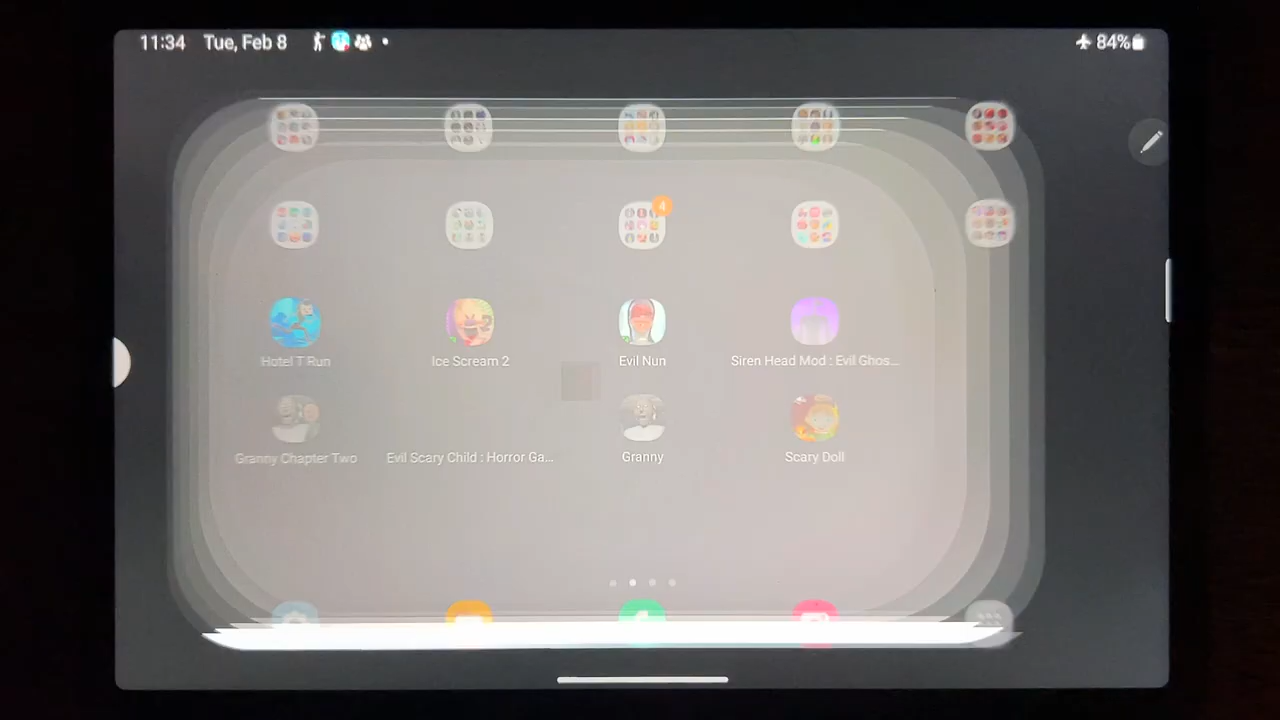 11:34 Tue, Feb 8 84%
4
Hotel T Run Ice Scream 2 Evil Nun Siren Head Mod : Evil Ghos...
Granny Chapter Two Evil Scary Child : Horror Ga... Granny Scary Doll